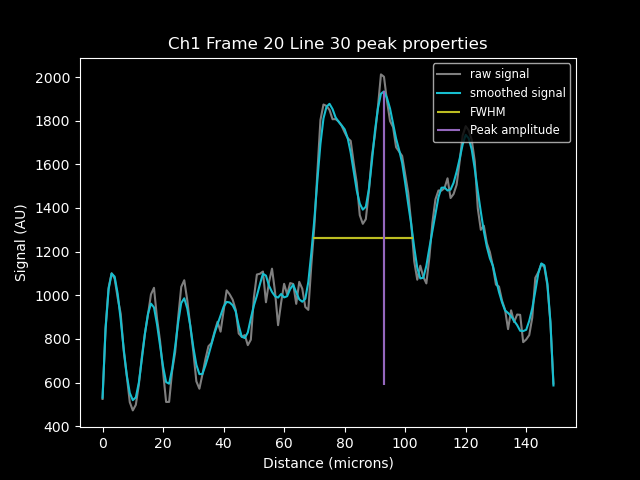 Ch1 Frame 20 Line 30 peak properties
raw signal
smoothed signal
FWHM
Peak amplitude
Signal (AU)
2000
1800
1600
1400
1200
1000
800
600
400
0 20 40 60 80 100 120 140
Distance (microns)